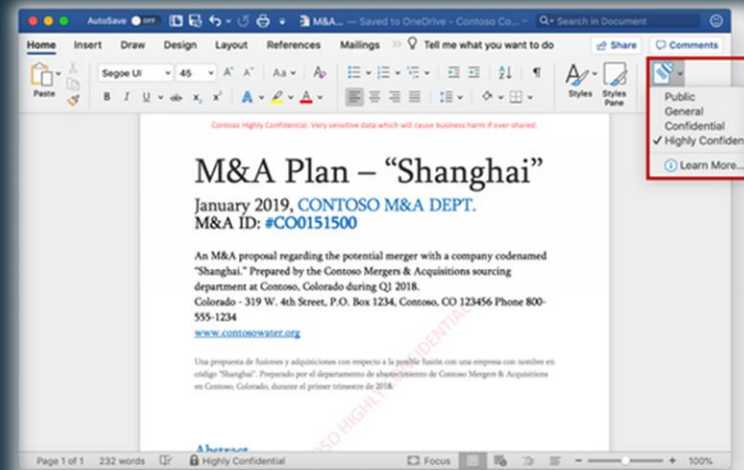 AutoSave OFF M&A... — Saved to OneDrive - Contoso Co... Search in Document
Home Insert Draw Design Layout References Mailings Tell me what you want to do Share Comments
Paste Segoe UI 45 A^ A˅ Aa
B I U ab x₂ x² A A
Styles Styles Pane
Public
General
Confidential
Highly Confiden
Learn More...
Contoso Highly Confidential. Very sensitive data which will cause business harm if over-shared.
M&A Plan – “Shanghai”
January 2019, CONTOSO M&A DEPT.
M&A ID: #CO0151500
An M&A proposal regarding the potential merger with a company codenamed
“Shanghai.” Prepared by the Contoso Mergers & Acquisitions sourcing
department at Contoso, Colorado during Q1 2018.
Colorado - 319 W. 4th Street, P.O. Box 1234, Contoso, CO 123456 Phone 800-
555-1234
www.contosowater.org
Una propuesta de fusiones y adquisiciones con respecto a la posible fusión con una empresa con nombre en
código "Shanghai". Preparado por el departamento de abastecimiento de Contoso Mergers & Acquisitions
en Contoso, Colorado, durante el primer trimestre de 2018.
OSO HIGHLY CONFIDENTIAL
Abstract
Page 1 of 1 232 words Highly Confidential Focus 100%